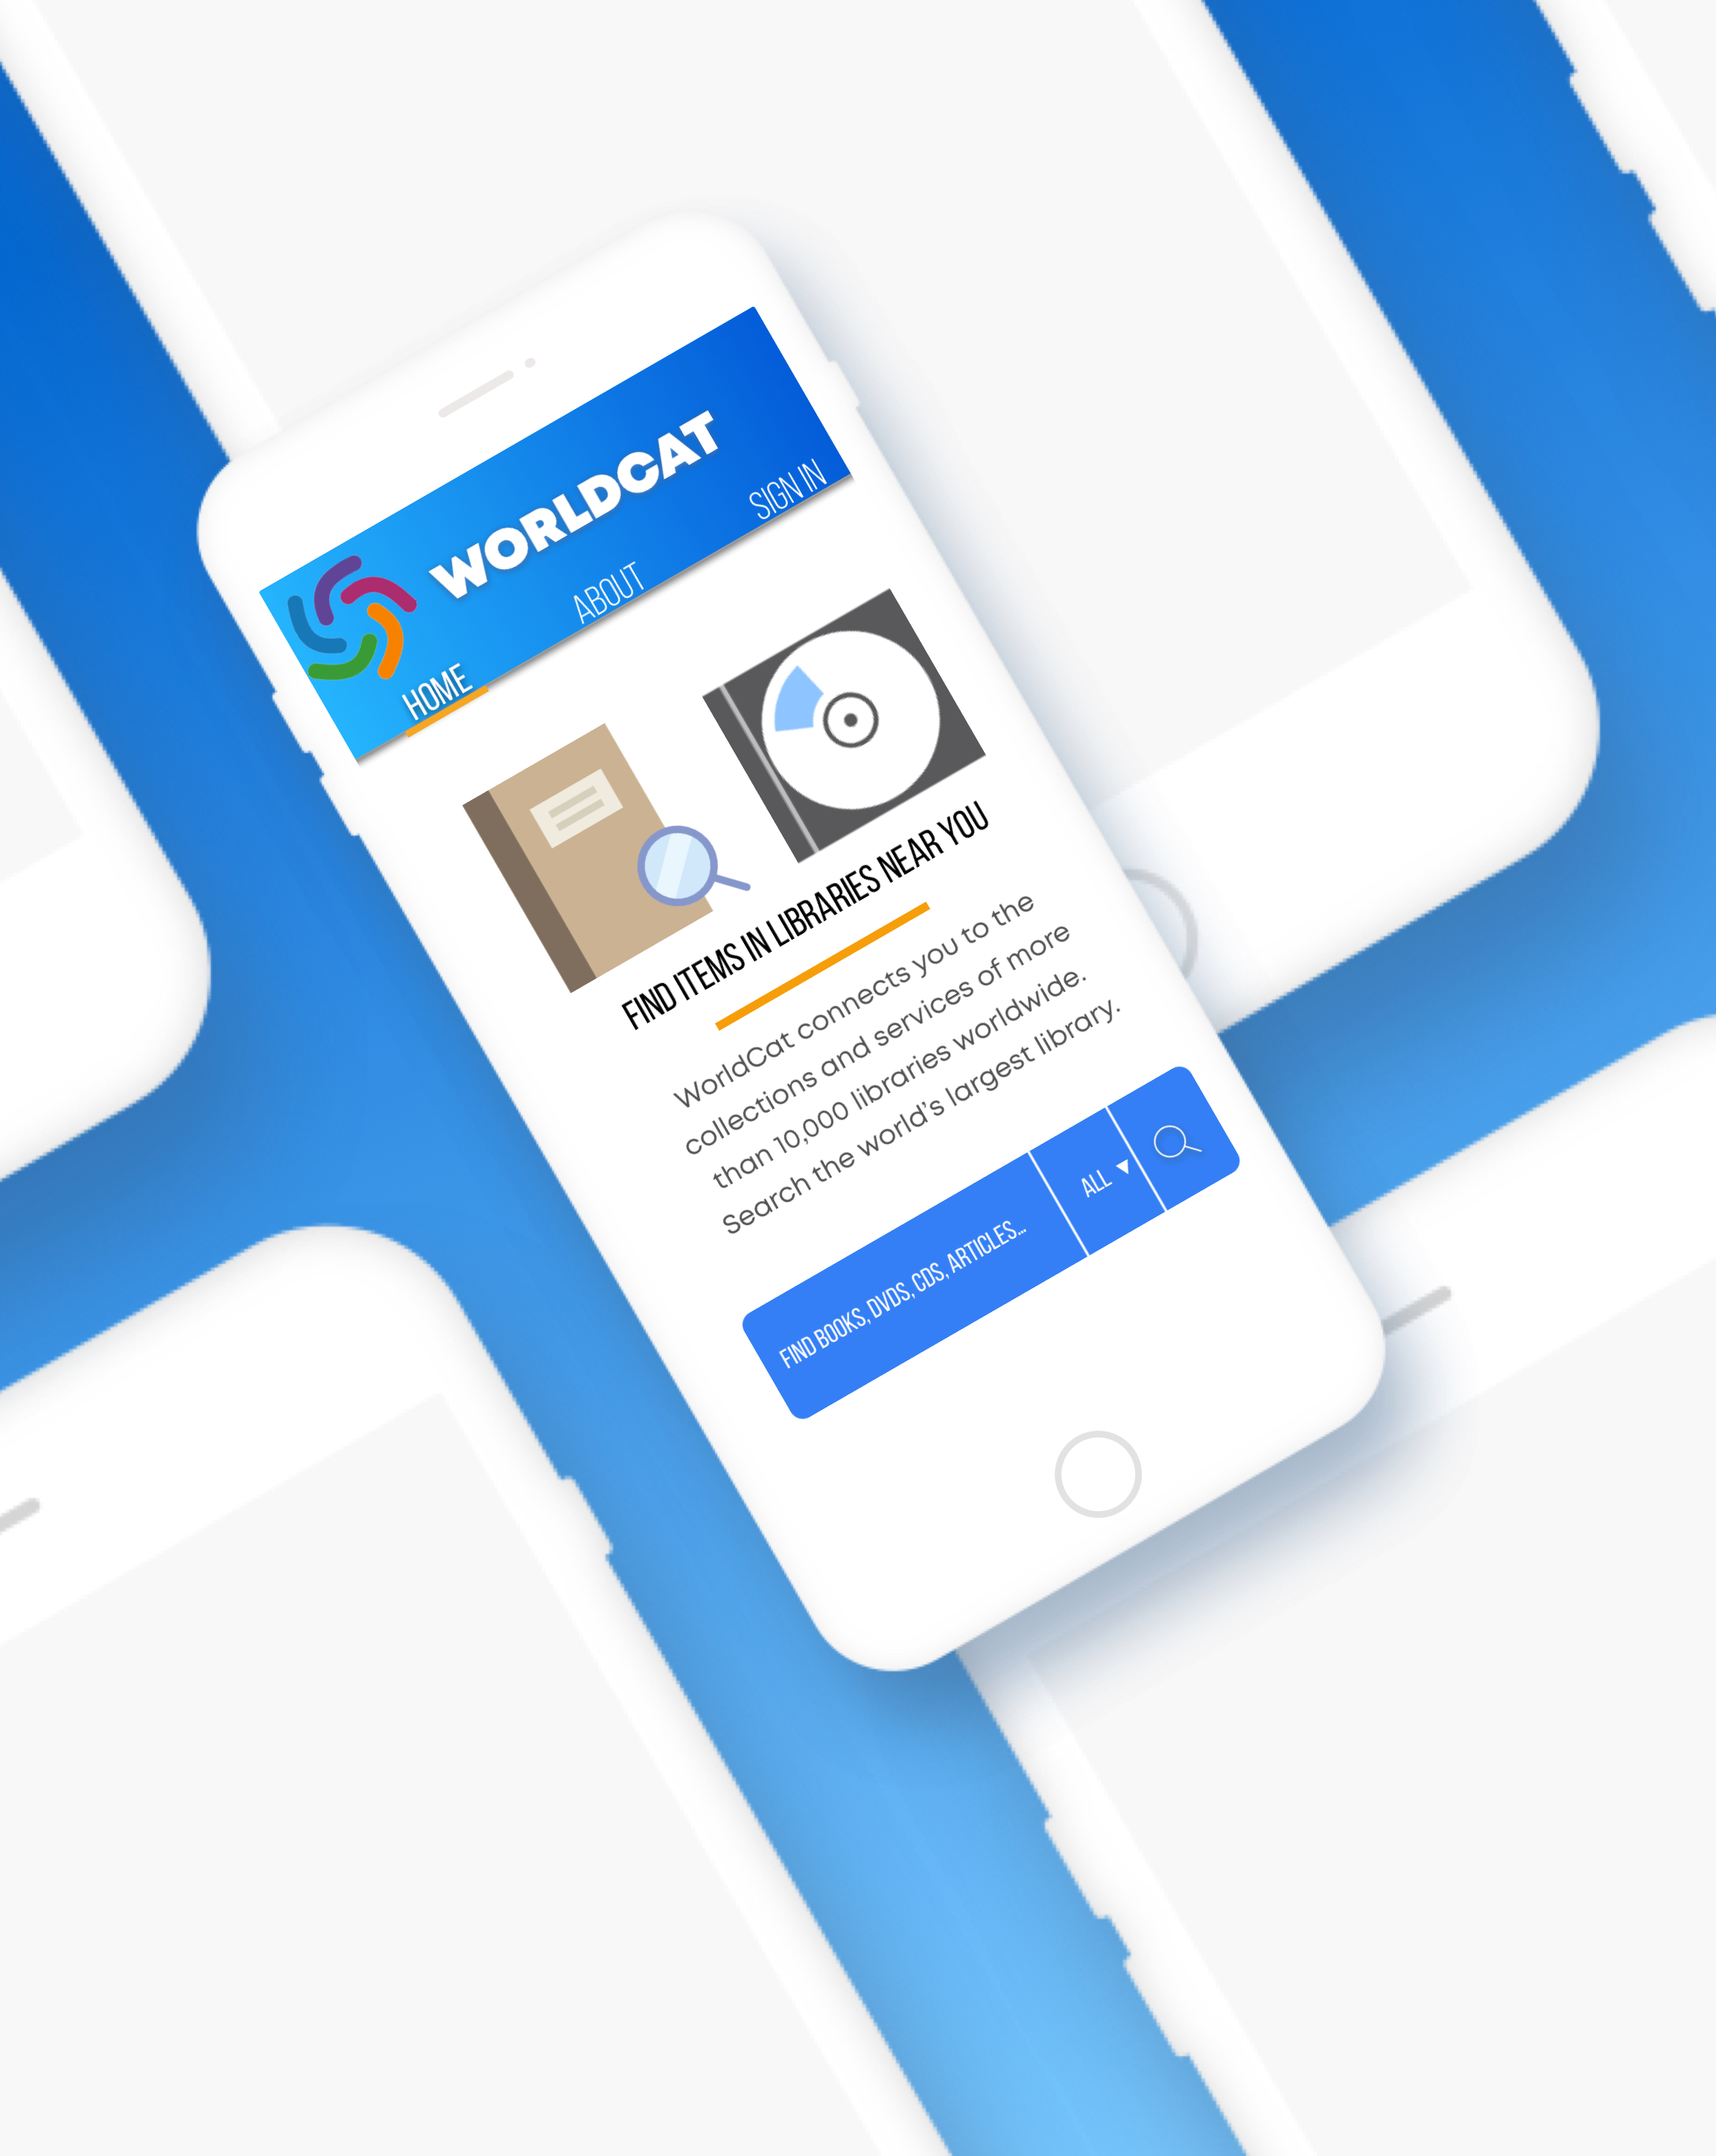 WORLDCAT
HOME ABOUT SIGN IN
FIND ITEMS IN LIBRARIES NEAR YOU
WorldCat connects you to the
collections and services of more
than 10,000 libraries worldwide.
Search the world's largest library.
FIND BOOKS, DVDS, CDS, ARTICLES... ALL ▼